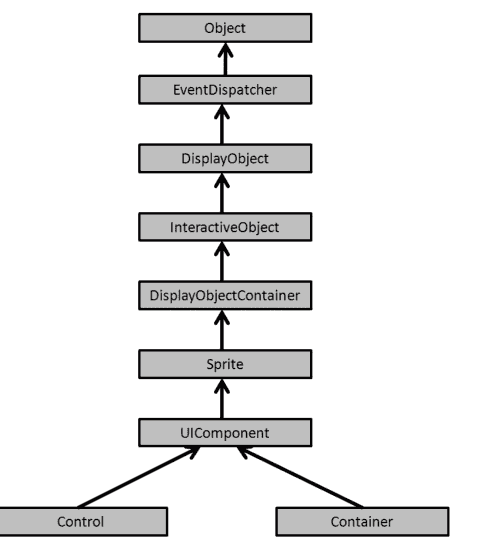 Object
EventDispatcher
DisplayObject
InteractiveObject
DisplayObjectContainer
Sprite
UIComponent
Control
Container